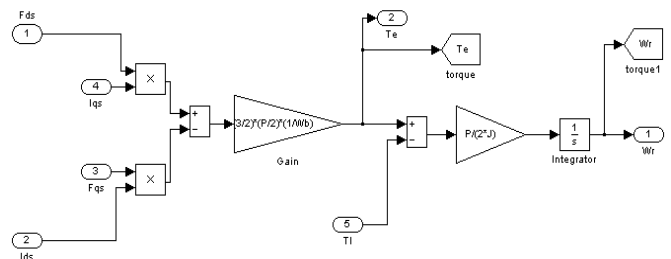 Fds
1
×
4
Iqs
+
−
3/2)*(P/2)*(1/Wb)
Gain
2
Te
Te
torque
+
−
P/(2*J)
1
s
Integrator
Wr
torque1
1
Wr
3
Fqs
×
2
Ids
5
Tl